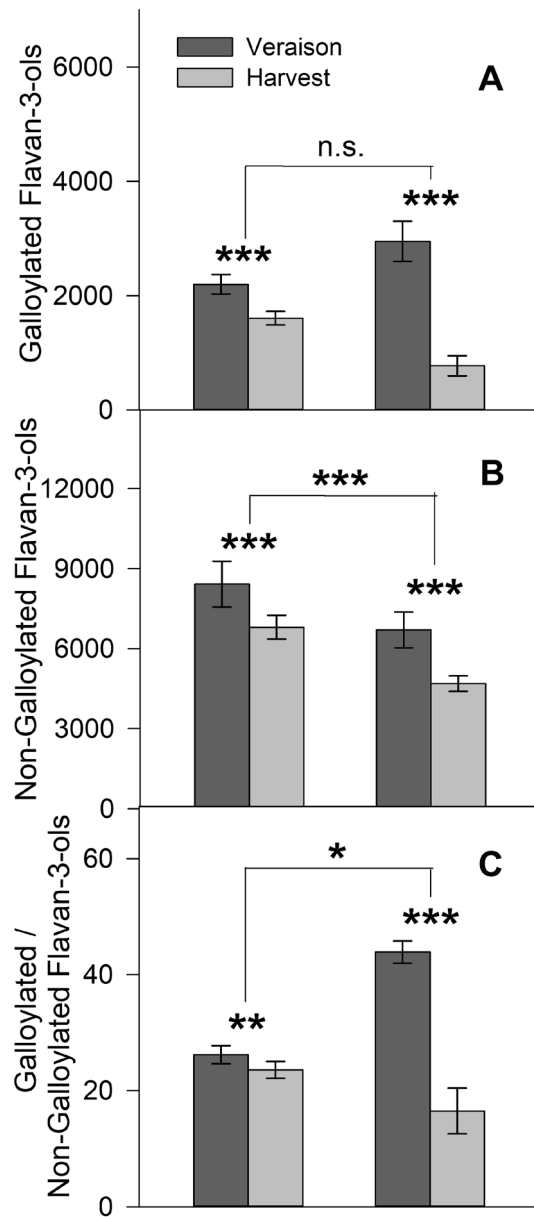 Veraison
Harvest
A
6000
4000
2000
0
Galloylated Flavan-3-ols
n.s.
***
***
B
12000
9000
6000
3000
0
Non-Galloylated Flavan-3-ols
***
***
***
C
60
40
20
0
Galloylated /
Non-Galloylated Flavan-3-ols
*
***
**